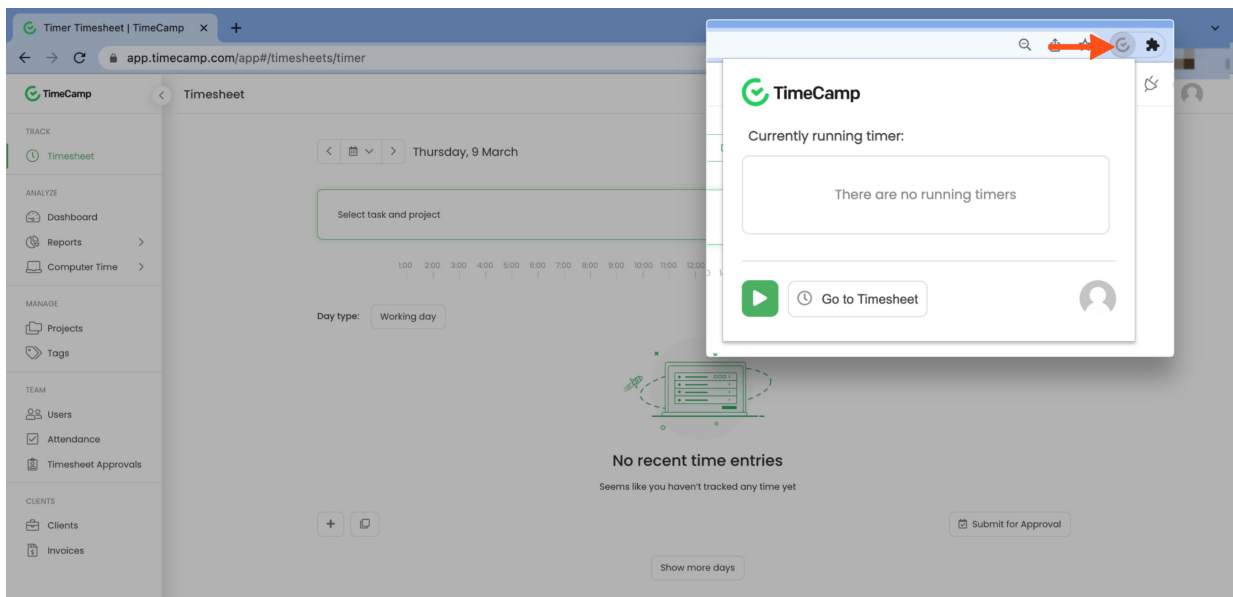 Timer Timesheet | TimeCamp
app.timecamp.com/app#/timesheets/timer
TimeCamp
Timesheet
TRACK
Timesheet
ANALYZE
Dashboard
Reports
Computer Time
MANAGE
Projects
Tags
TEAM
Users
Attendance
Timesheet Approvals
CLIENTS
Clients
Invoices
Thursday, 9 March
Select task and project
1:00 2:00 3:00 4:00 5:00 6:00 7:00 8:00 9:00 10:00 11:00 12:00
Day type: Working day
No recent time entries
Seems like you haven't tracked any time yet
Submit for Approval
Show more days
TimeCamp
Currently running timer:
There are no running timers
Go to Timesheet